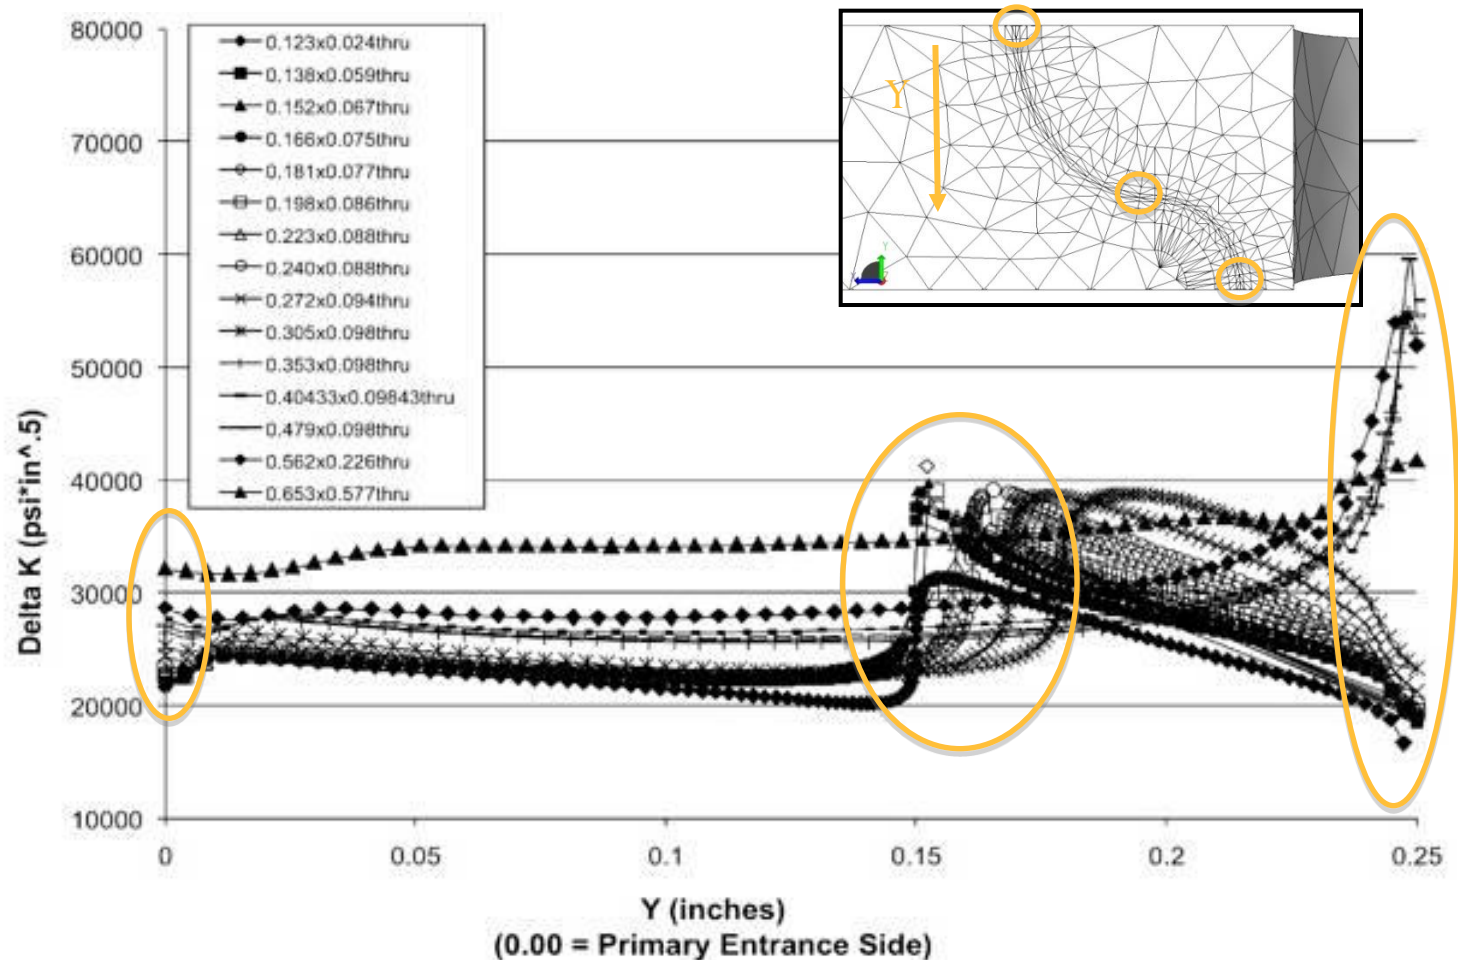 80000
70000
60000
50000
40000
30000
20000
10000
Delta K (psi*in^.5)
0.123x0.024thru
0.138x0.059thru
0.152x0.067thru
0.166x0.075thru
0.181x0.077thru
0.198x0.086thru
0.223x0.088thru
0.240x0.088thru
0.272x0.094thru
0.305x0.098thru
0.353x0.098thru
0.40433x0.09843thru
0.479x0.098thru
0.562x0.226thru
0.653x0.577thru
Y
Y
0
0.05
0.1
0.15
0.2
0.25
Y (inches)
(0.00 = Primary Entrance Side)